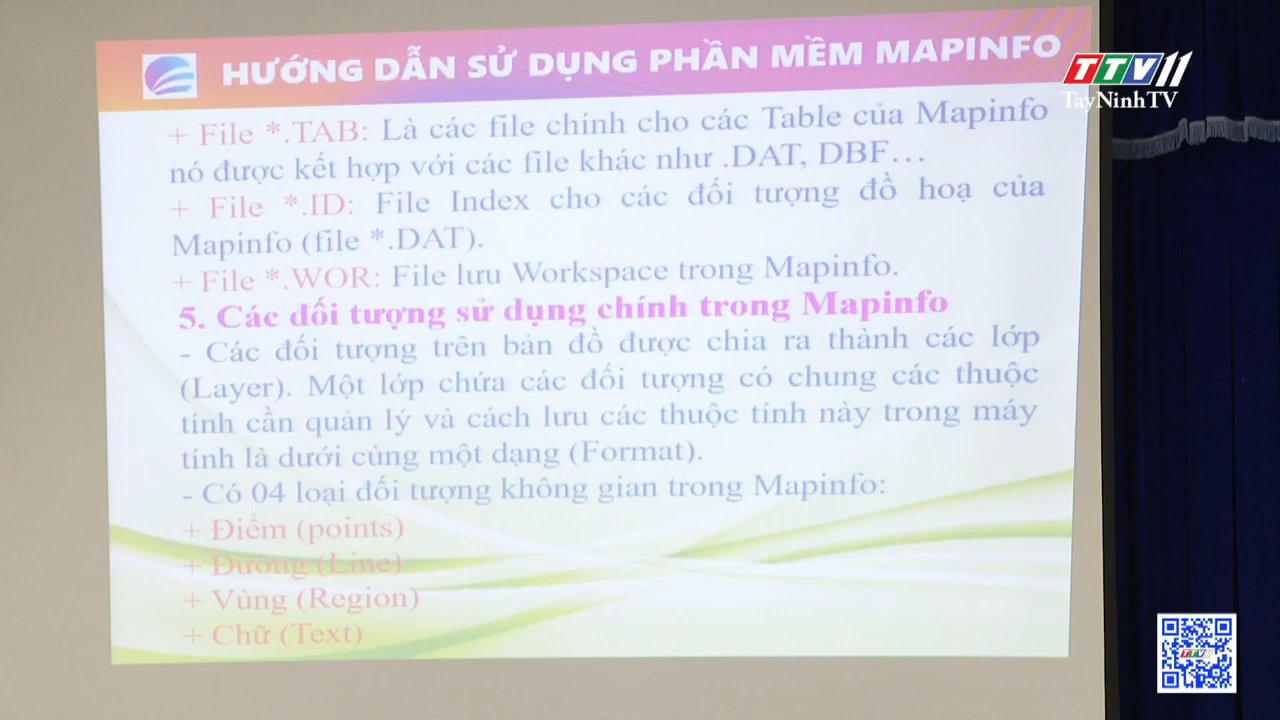 HƯỚNG DẪN SỬ DỤNG PHẦN MỀM MAPINFO
TTV11
TayNinhTV
+ File *.TAB: Là các file chính cho các Table của Mapinfo
nó được kết hợp với các file khác như .DAT, DBF…
+ File *.ID: File Index cho các đối tượng đồ hoạ của
Mapinfo (file *.DAT).
+ File *.WOR: File lưu Workspace trong Mapinfo.
5. Các đối tượng sử dụng chính trong Mapinfo
- Các đối tượng trên bản đồ được chia ra thành các lớp
(Layer). Một lớp chứa các đối tượng có chung các thuộc
tính cần quản lý và cách lưu các thuộc tính này trong máy
tính là dưới cùng một dạng (Format).
- Có 04 loại đối tượng không gian trong Mapinfo:
+ Điểm (points)
+ Đường (Line)
+ Vùng (Region)
+ Chữ (Text)
TTV11